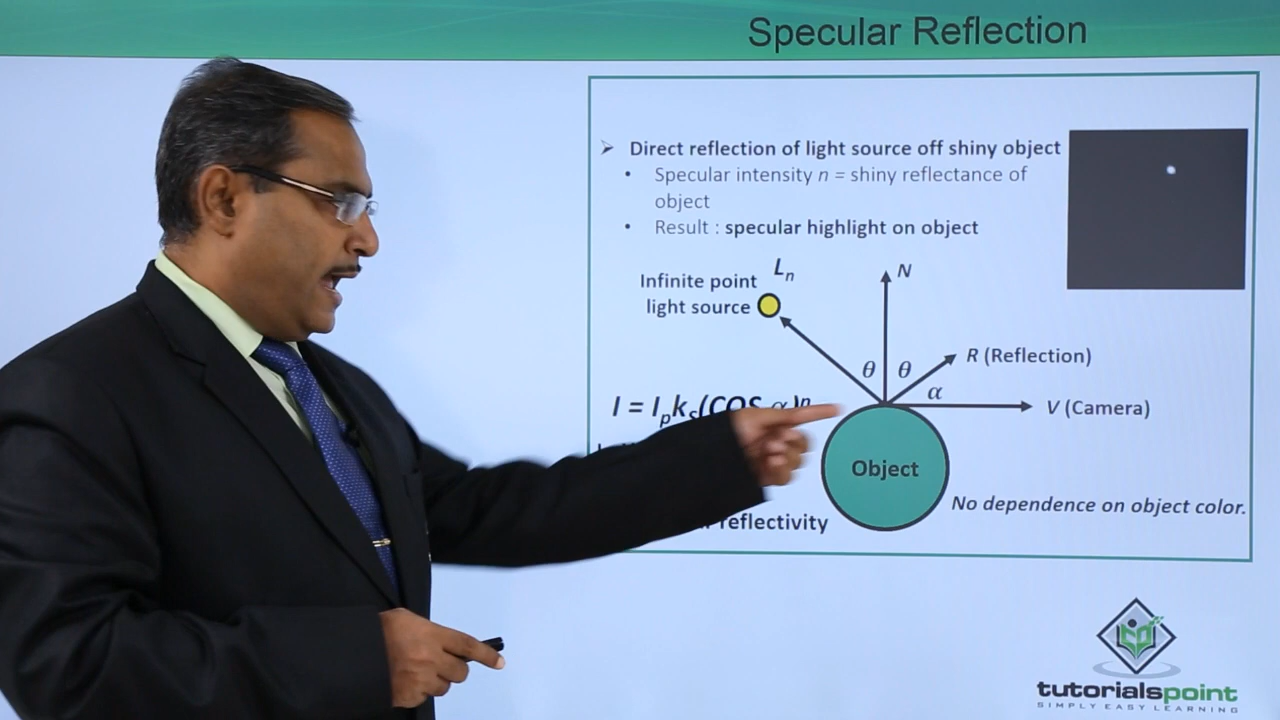 Specular Reflection
➢ Direct reflection of light source off shiny object
• Specular intensity n = shiny reflectance of
object
• Result : specular highlight on object
Infinite point
light source
Lₙ
N
θ θ
R (Reflection)
α
V (Camera)
I = Iₚkₛ(COS α)ⁿ
Object
No dependence on object color.
reflectivity
tutorialspoint
SIMPLY EASY LEARNING